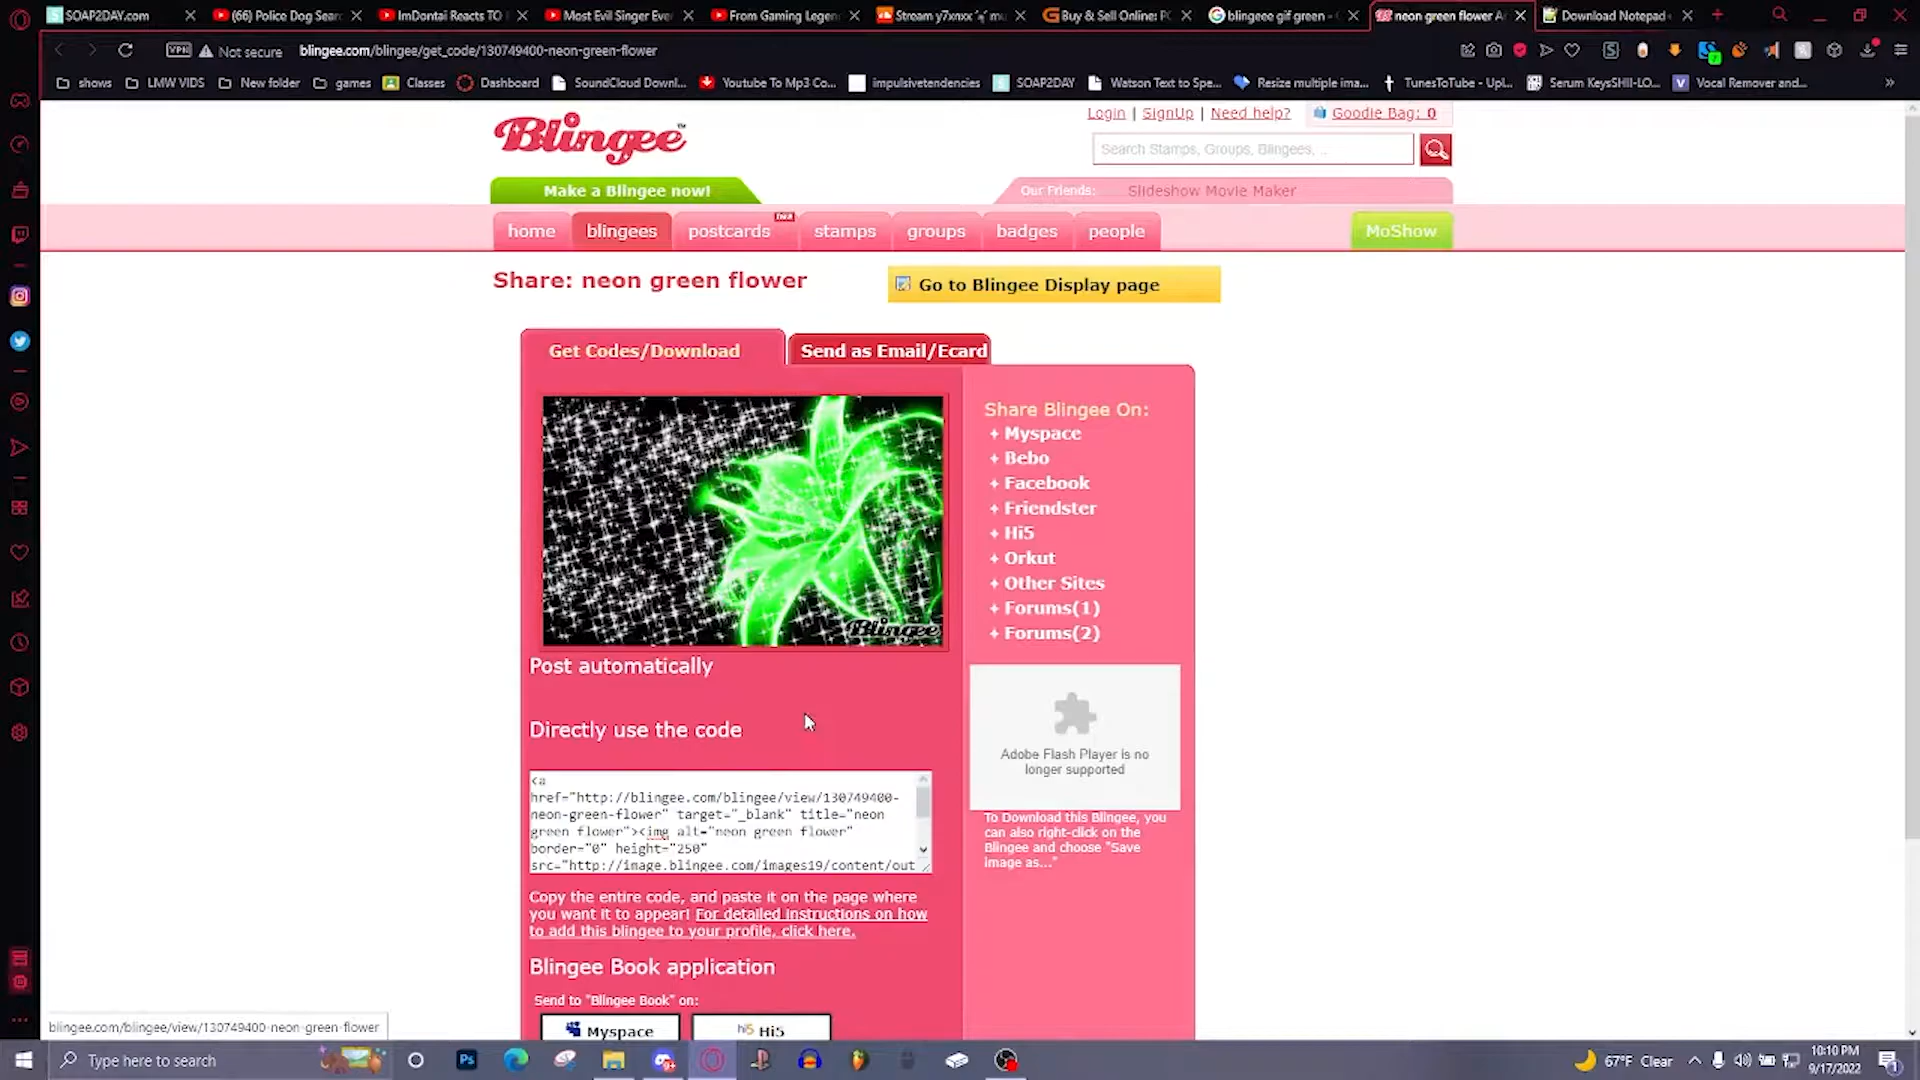 SOAP2DAY.com
(66) Police Dog Sear
ImDontai Reacts TO
Most Evil Singer Eve
From Gaming Legen
Stream y7xnxx
Buy & Sell Online: P
blingeee gif green -
neon green flower A
Download Notepad
VPN
Not secure
blingee.com/blingee/get_code/130749400-neon-green-flower
shows
LMW VIDS
New folder
games
Classes
Dashboard
SoundCloud Downl...
Youtube To Mp3 Co...
impulsivetendencies
SOAP2DAY
Watson Text to Spe...
Resize multiple ima...
TunesToTube - Upl...
Serum KeysSHII-LO...
Vocal Remover and...
Login | SignUp | Need help?
Goodie Bag: 0
Blingee
Search Stamps, Groups, Blingees, ...
Make a Blingee now!
Our Friends:
Slideshow Movie Maker
home
blingees
postcards
new
stamps
groups
badges
people
MoShow
Share: neon green flower
Go to Blingee Display page
Get Codes/Download
Send as Email/Ecard
Blingee
Share Blingee On:
+ Myspace
+ Bebo
+ Facebook
+ Friendster
+ Hi5
+ Orkut
+ Other Sites
+ Forums(1)
+ Forums(2)
Post automatically
Directly use the code
<a
href="http://blingee.com/blingee/view/130749400-
neon-green-flower" target="_blank" title="neon
green flower"><img alt="neon green flower"
border="0" height="250"
src="http://image.blingee.com/images19/content/out
Adobe Flash Player is no
longer supported
To Download this Blingee, you
can also right-click on the
Blingee and choose "Save
image as..."
Copy the entire code, and paste it on the page where
you want it to appear! For detailed instructions on how
to add this blingee to your profile, click here.
Blingee Book application
Send to "Blingee Book" on:
Myspace
hi5 Hi5
blingee.com/blingee/view/130749400-neon-green-flower
Type here to search
Ps
67°F Clear
10:10 PM
9/17/2022
1